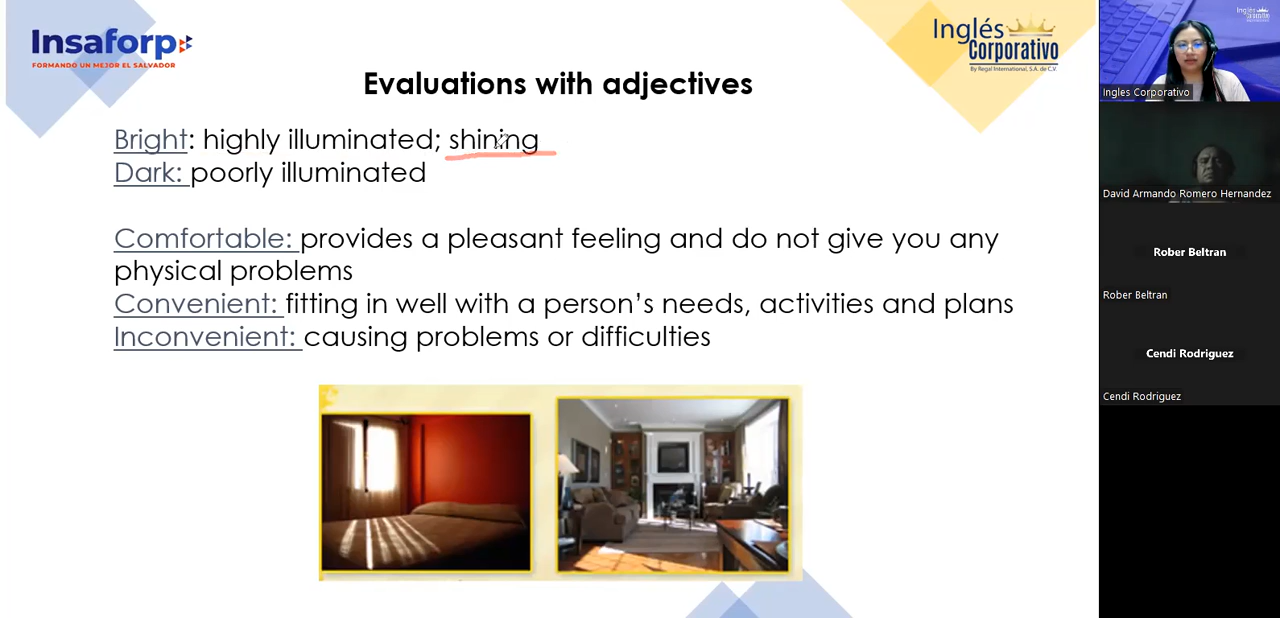 Insaforp
FORMANDO UN MEJOR EL SALVADOR
Inglés
Corporativo
By Regal International, S.A. de C.V.
Evaluations with adjectives
Bright: highly illuminated; shining
Dark: poorly illuminated
Comfortable: provides a pleasant feeling and do not give you any
physical problems
Convenient: fitting in well with a person’s needs, activities and plans
Inconvenient: causing problems or difficulties
Inglés
Corporativo
Ingles Corporativo
David Armando Romero Hernandez
Rober Beltran
Rober Beltran
Cendi Rodriguez
Cendi Rodriguez